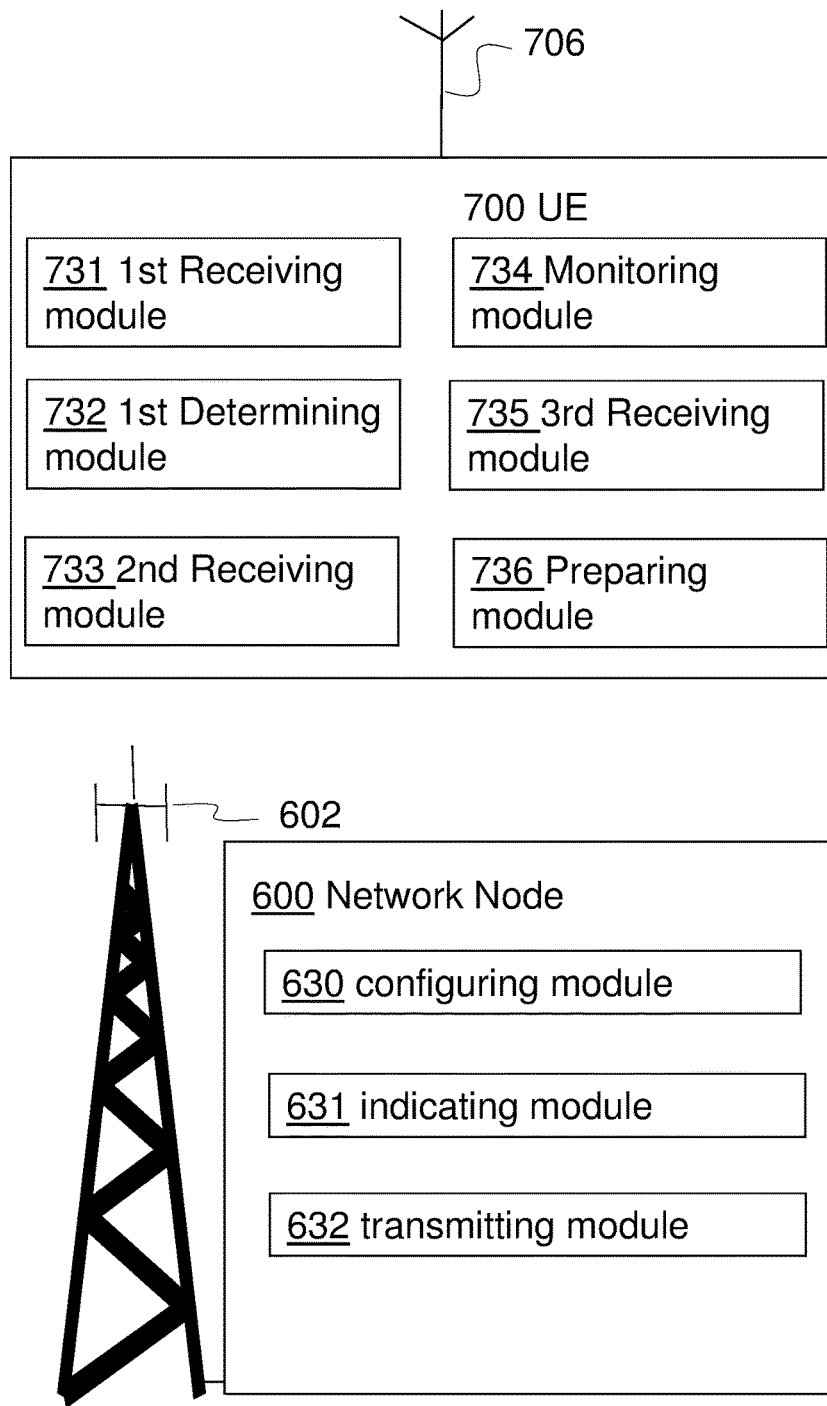 706
700 UE
731 1st Receiving
module
734 Monitoring
module
732 1st Determining
module
735 3rd Receiving
module
733 2nd Receiving
module
736 Preparing
module
602
600 Network Node
630 configuring module
631 indicating module
632 transmitting module